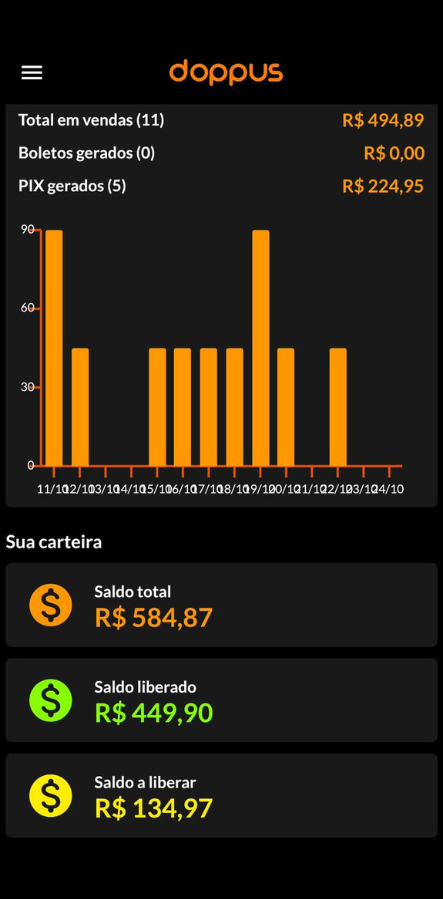 doppus
Total em vendas (11) R$ 494,89
Boletos gerados (0) R$ 0,00
PIX gerados (5) R$ 224,95
90
60
30
0
11/10 12/10 13/10 14/10 15/10 16/10 17/10 18/10 19/10 20/10 21/10 22/10 23/10 24/10
Sua carteira
Saldo total
R$ 584,87
Saldo liberado
R$ 449,90
Saldo a liberar
R$ 134,97